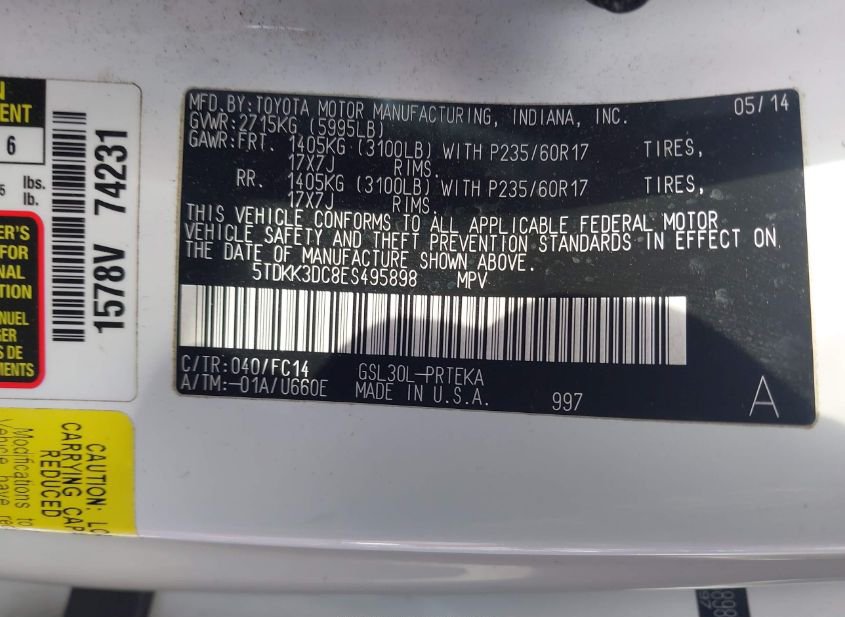 MFD. BY: TOYOTA MOTOR MANUFACTURING, INDIANA, INC. 05/14
GVWR: 2715KG (5995LB)
GAWR: FRT. 1405KG (3100LB) WITH P235/60R17 TIRES,
17X7J RIMS.
RR. 1405KG (3100LB) WITH P235/60R17 TIRES,
17X7J RIMS.
THIS VEHICLE CONFORMS TO ALL APPLICABLE FEDERAL MOTOR
VEHICLE SAFETY AND THEFT PREVENTION STANDARDS IN EFFECT ON
THE DATE OF MANUFACTURE SHOWN ABOVE.
5TDKK3DC8ES495898 MPV
C/TR: 040/FC14 GSL30L-PRTEKA
A/TM: -01A/U660E MADE IN U.S.A. 997 A
6
lbs.
lb.
FOR
1578V 74231
CAUTION:
CARRYING
REDUCED
Modifications to
Vehicle have